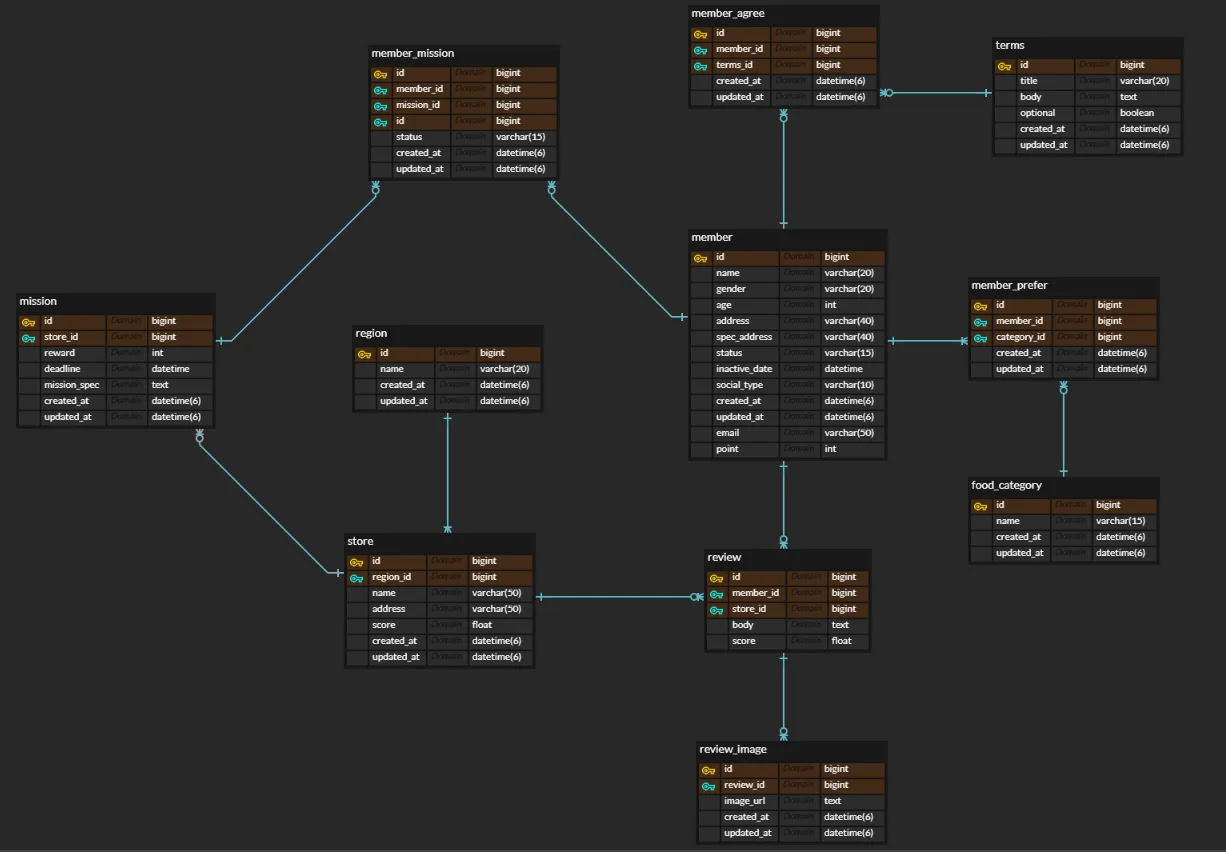 member_agree
id Domain bigint
member_id Domain bigint
terms_id Domain bigint
created_at Domain datetime(6)
updated_at Domain datetime(6)
terms
id Domain bigint
title Domain varchar(20)
body Domain text
optional Domain boolean
created_at Domain datetime(6)
updated_at Domain datetime(6)
member_mission
id Domain bigint
member_id Domain bigint
mission_id Domain bigint
id Domain bigint
status Domain varchar(15)
created_at Domain datetime(6)
updated_at Domain datetime(6)
member
id Domain bigint
name Domain varchar(20)
gender Domain varchar(20)
age Domain int
address Domain varchar(40)
spec_address Domain varchar(40)
status Domain varchar(15)
inactive_date Domain datetime
social_type Domain varchar(10)
created_at Domain datetime(6)
updated_at Domain datetime(6)
email Domain varchar(50)
point Domain int
member_prefer
id Domain bigint
member_id Domain bigint
category_id Domain bigint
created_at Domain datetime(6)
updated_at Domain datetime(6)
mission
id Domain bigint
store_id Domain bigint
reward Domain int
deadline Domain datetime
mission_spec Domain text
created_at Domain datetime(6)
updated_at Domain datetime(6)
region
id Domain bigint
name Domain varchar(20)
created_at Domain datetime(6)
updated_at Domain datetime(6)
food_category
id Domain bigint
name Domain varchar(15)
created_at Domain datetime(6)
updated_at Domain datetime(6)
store
id Domain bigint
region_id Domain bigint
name Domain varchar(50)
address Domain varchar(50)
score Domain float
created_at Domain datetime(6)
updated_at Domain datetime(6)
review
id Domain bigint
member_id Domain bigint
store_id Domain bigint
body Domain text
score Domain float
review_image
id Domain bigint
review_id Domain bigint
image_url Domain text
created_at Domain datetime(6)
updated_at Domain datetime(6)